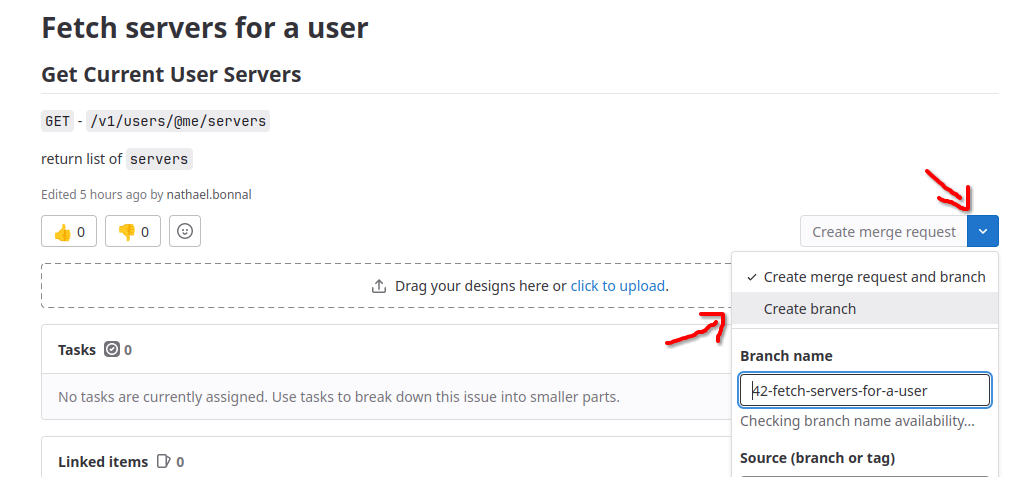 Fetch servers for a user
Get Current User Servers
GET - /v1/users/@me/servers
return list of servers
Edited 5 hours ago by nathael.bonnal
👍 0 👎 0
Create merge request
Create merge request and branch
Create branch
Drag your designs here or click to upload.
Tasks 0
No tasks are currently assigned. Use tasks to break down this issue into smaller parts.
Linked items 0
Branch name
42-fetch-servers-for-a-user
Checking branch name availability...
Source (branch or tag)